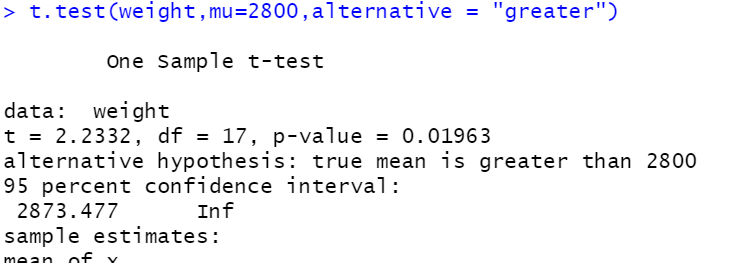 > t.test(weight,mu=2800,alternative = "greater")
One Sample t-test
data:  weight
t = 2.2332, df = 17, p-value = 0.01963
alternative hypothesis: true mean is greater than 2800
95 percent confidence interval:
 2873.477      Inf
sample estimates:
mean of x